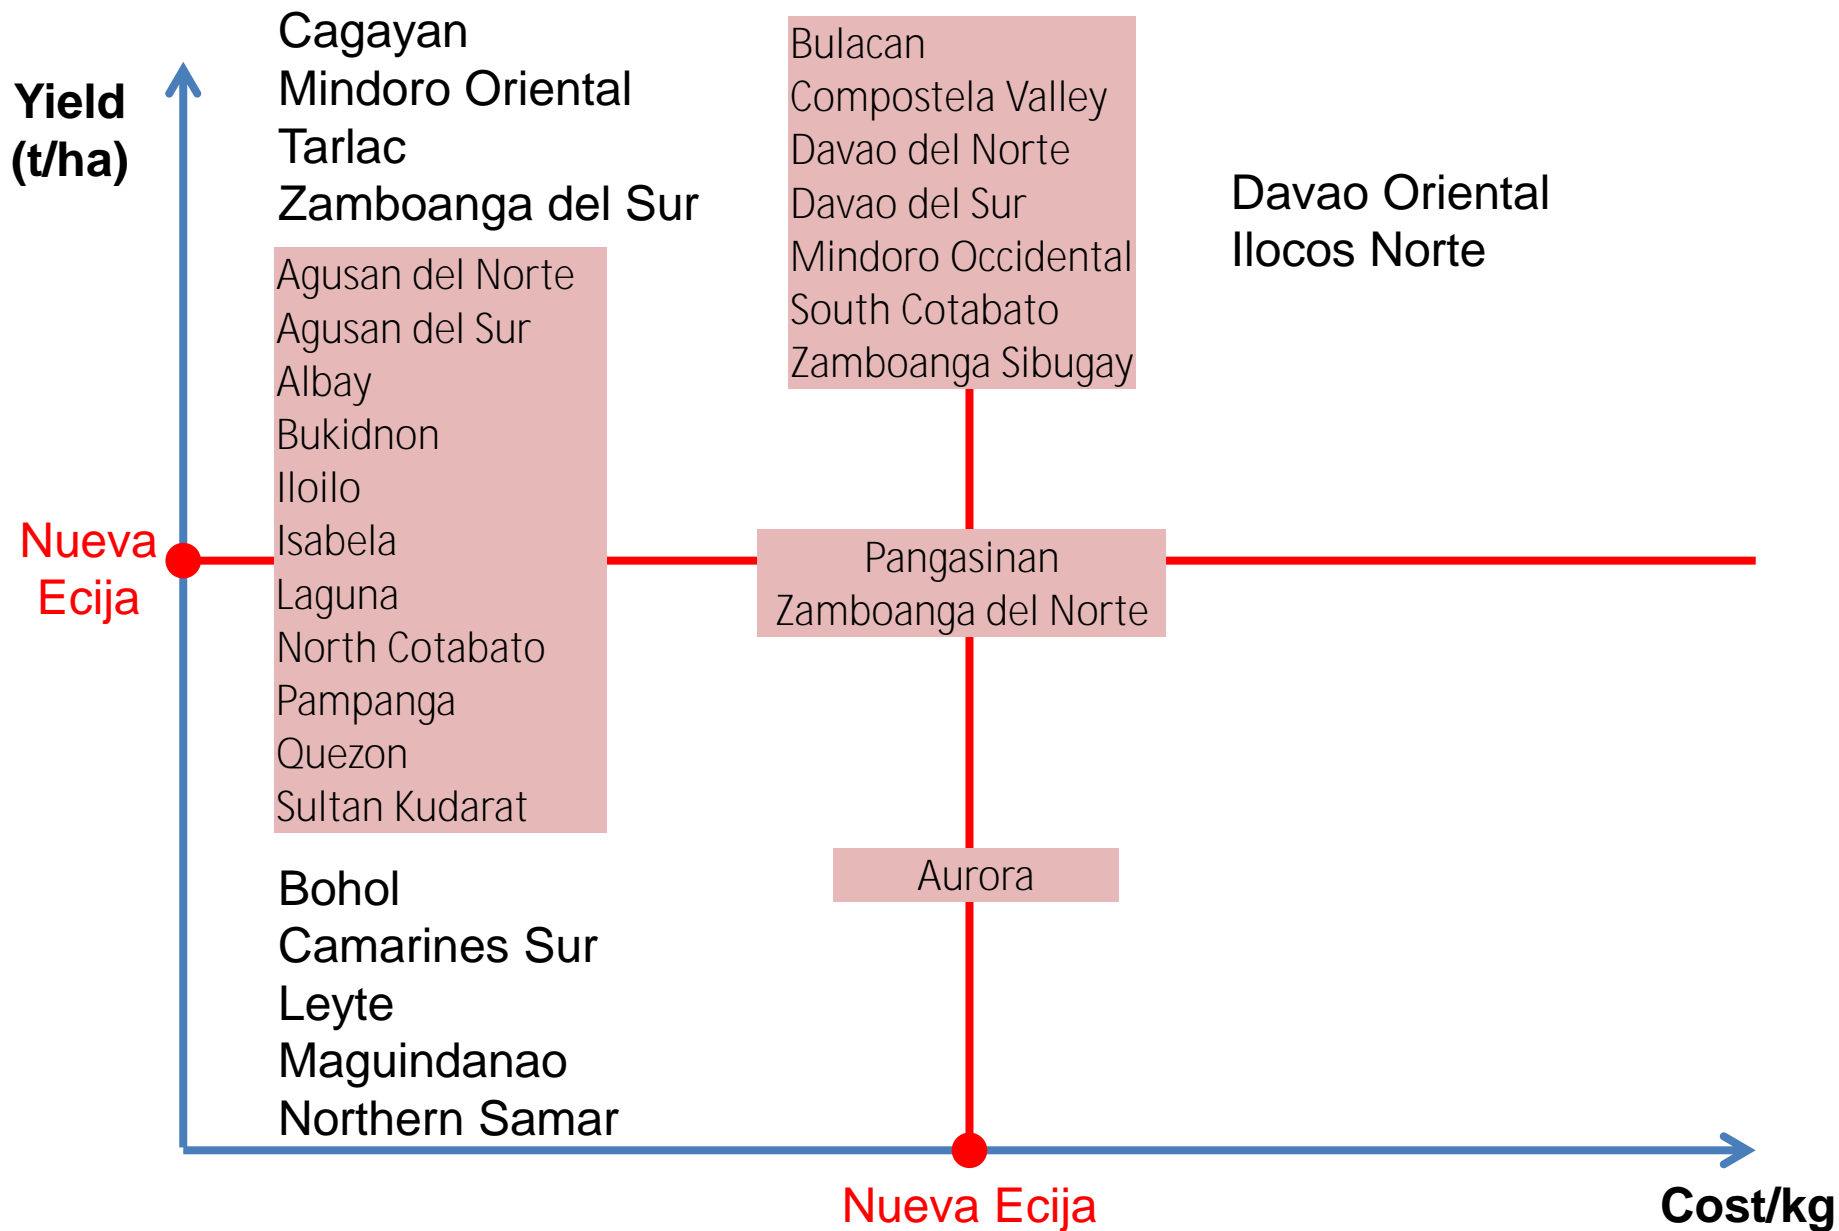 Yield
(t/ha)
Cagayan
Mindoro Oriental
Tarlac
Zamboanga del Sur
Agusan del Norte
Agusan del Sur
Albay
Bukidnon
Iloilo
Isabela
Laguna
North Cotabato
Pampanga
Quezon
Sultan Kudarat
Bohol
Camarines Sur
Leyte
Maguindanao
Northern Samar
Bulacan
Compostela Valley
Davao del Norte
Davao del Sur
Mindoro Occidental
South Cotabato
Zamboanga Sibugay
Pangasinan
Zamboanga del Norte
Aurora
Davao Oriental
Ilocos Norte
Nueva
Ecija
Nueva Ecija
Cost/kg